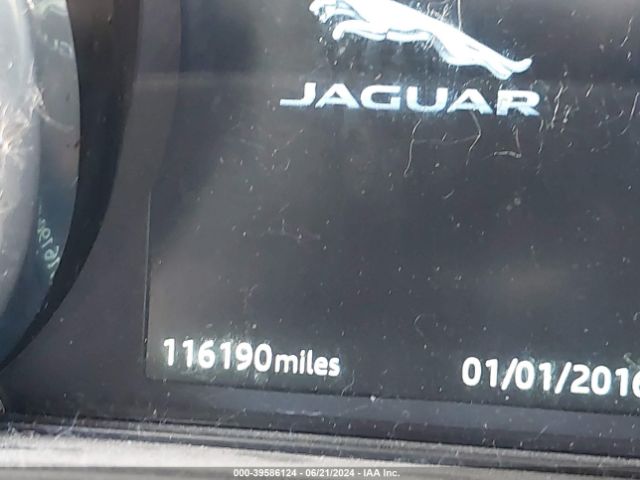 JAGUAR
116190miles
01/01/2016
000-39586124 - 06/21/2024 - IAA Inc.